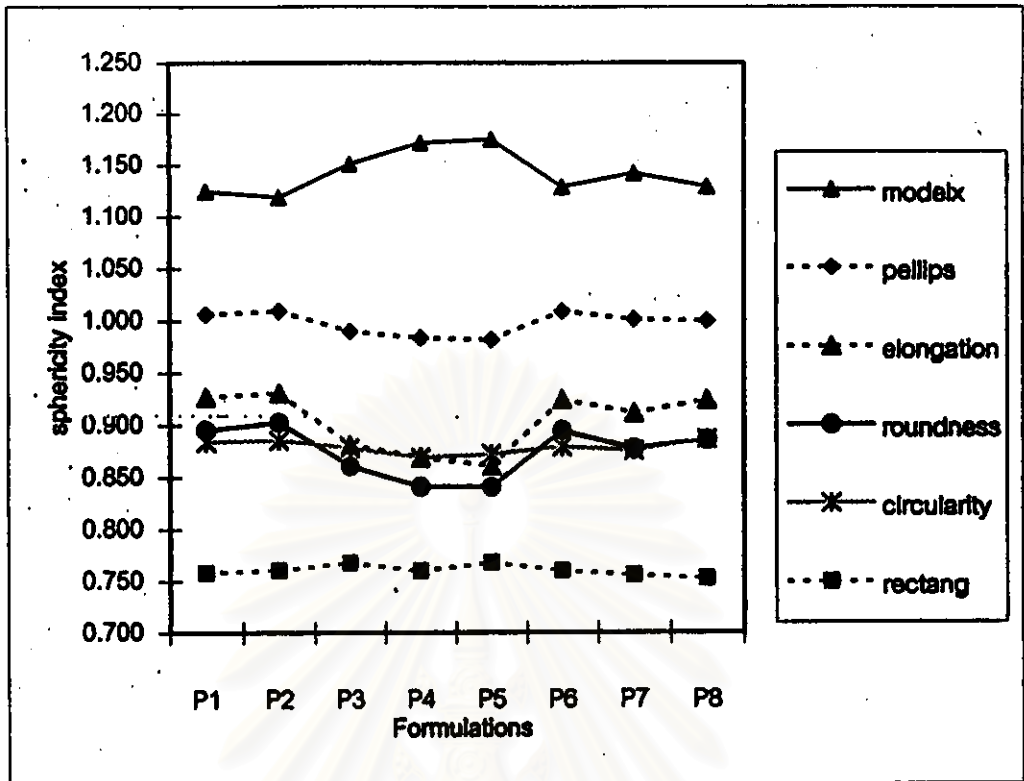 1.250
1.200
1.150
1.100
1.050
1.000
0.950
0.900
0.850
0.800
0.750
0.700
sphericity index
P1 P2 P3 P4 P5 P6 P7 P8
Formulations
modelx
pellips
elongation
roundness
circularity
rectang